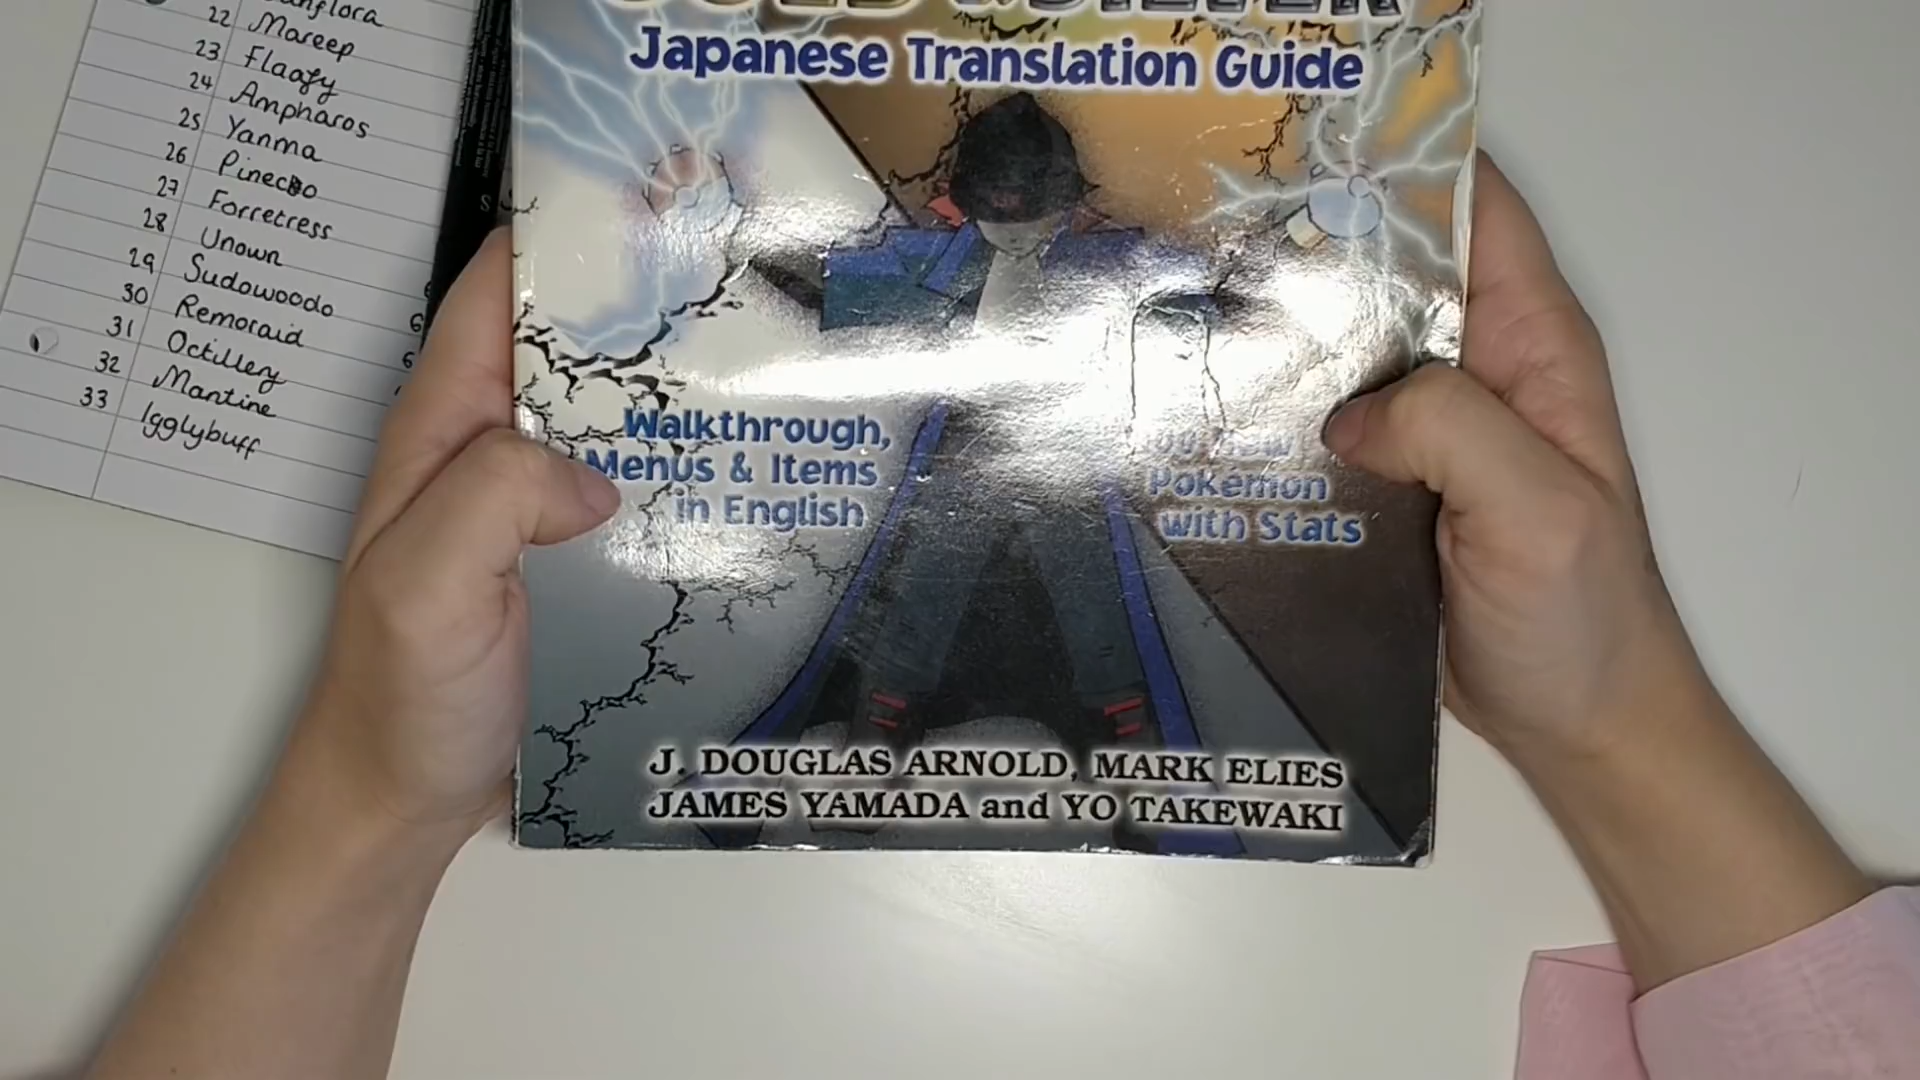 22 Mareep
23 Flaafy
24 Ampharos
25 Yanma
26 Pineco
27 Forretress
28 Unown
29 Sudowoodo
30 Remoraid
31 Octillery
32 Mantine
33 Igglybuff
Japanese Translation Guide
Walkthrough,
Menus & Items
in English
Pokémon
with Stats
J. DOUGLAS ARNOLD, MARK ELIES
JAMES YAMADA and YO TAKEWAKI